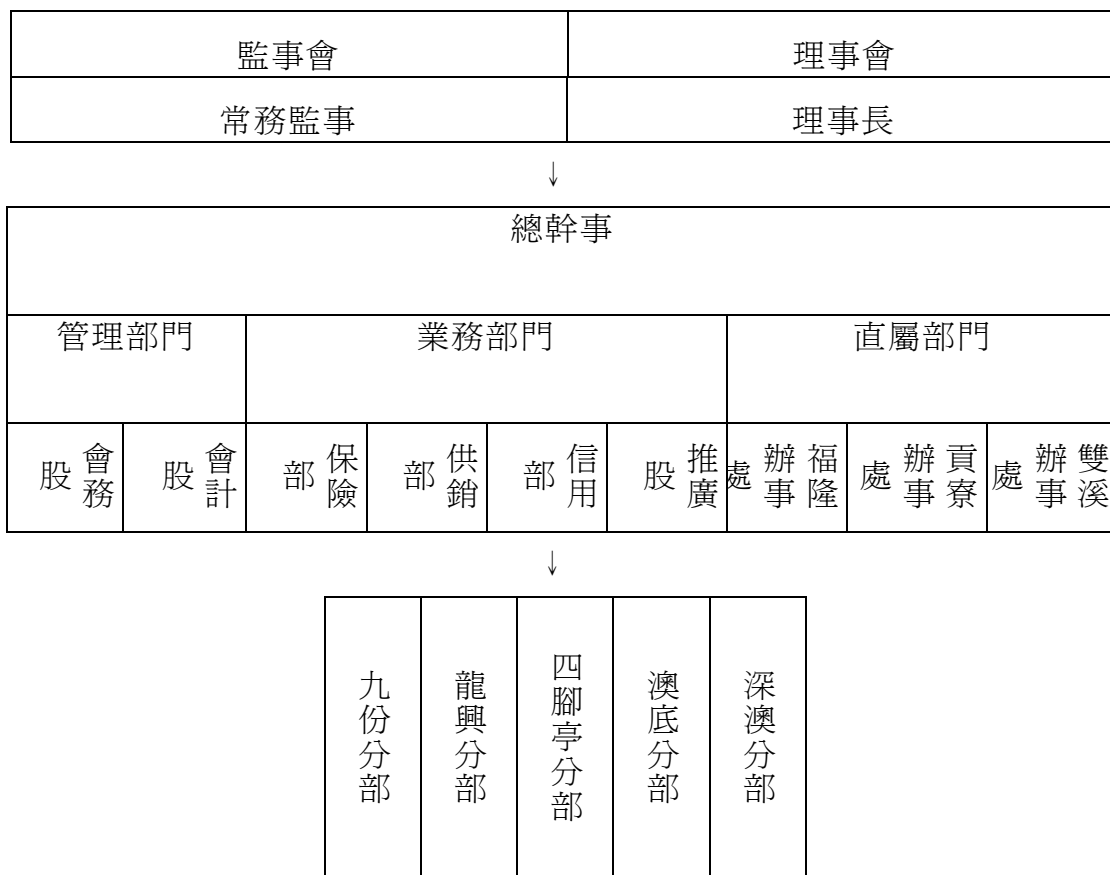 監事會
理事會
常務監事
理事長
↓
總幹事
管理部門
業務部門
直屬部門
會務
股
會計
股
保險
部
供銷
部
信用
部
推廣
股
福隆
辦事
處
貢寮
辦事
處
雙溪
辦事
處
↓
九份分部
龍興分部
四腳亭分部
澳底分部
深澳分部